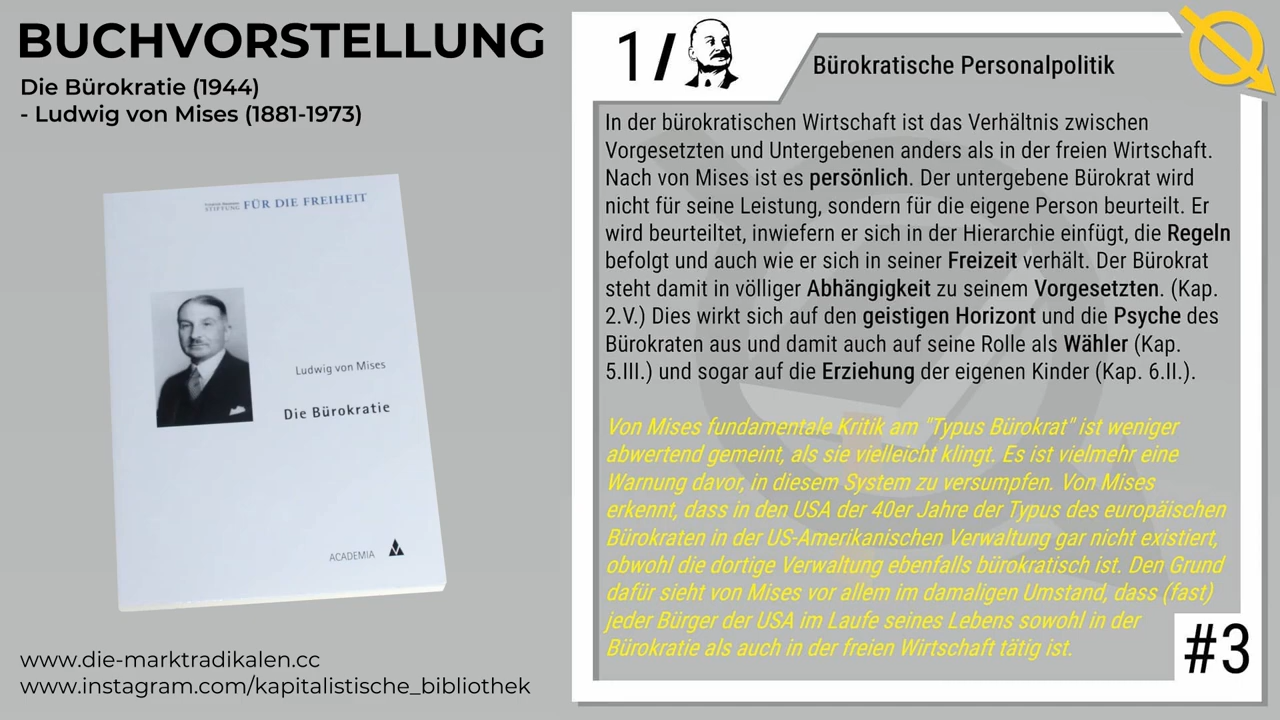 BUCHVORSTELLUNG
Die Bürokratie (1944)
- Ludwig von Mises (1881-1973)
STIFTUNG FÜR DIE FREIHEIT
Ludwig von Mises
Die Bürokratie
ACADEMIA
www.die-marktradikalen.cc
www.instagram.com/kapitalistische_bibliothek
1/
Bürokratische Personalpolitik
In der bürokratischen Wirtschaft ist das Verhältnis zwischen
Vorgesetzten und Untergebenen anders als in der freien Wirtschaft.
Nach von Mises ist es persönlich. Der untergebene Bürokrat wird
nicht für seine Leistung, sondern für die eigene Person beurteilt. Er
wird beurteiltet, inwiefern er sich in der Hierarchie einfügt, die Regeln
befolgt und auch wie er sich in seiner Freizeit verhält. Der Bürokrat
steht damit in völliger Abhängigkeit zu seinem Vorgesetzten. (Kap.
2.V.) Dies wirkt sich auf den geistigen Horizont und die Psyche des
Bürokraten aus und damit auch auf seine Rolle als Wähler (Kap.
5.III.) und sogar auf die Erziehung der eigenen Kinder (Kap. 6.II.).
Von Mises fundamentale Kritik am "Typus Bürokrat" ist weniger
abwertend gemeint, als sie vielleicht klingt. Es ist vielmehr eine
Warnung davor, in diesem System zu versumpfen. Von Mises
erkennt, dass in den USA der 40er Jahre der Typus des europäischen
Bürokraten in der US-Amerikanischen Verwaltung gar nicht existiert,
obwohl die dortige Verwaltung ebenfalls bürokratisch ist. Den Grund
dafür sieht von Mises vor allem im damaligen Umstand, dass (fast)
jeder Bürger der USA im Laufe seines Lebens sowohl in der
Bürokratie als auch in der freien Wirtschaft tätig ist.
#3